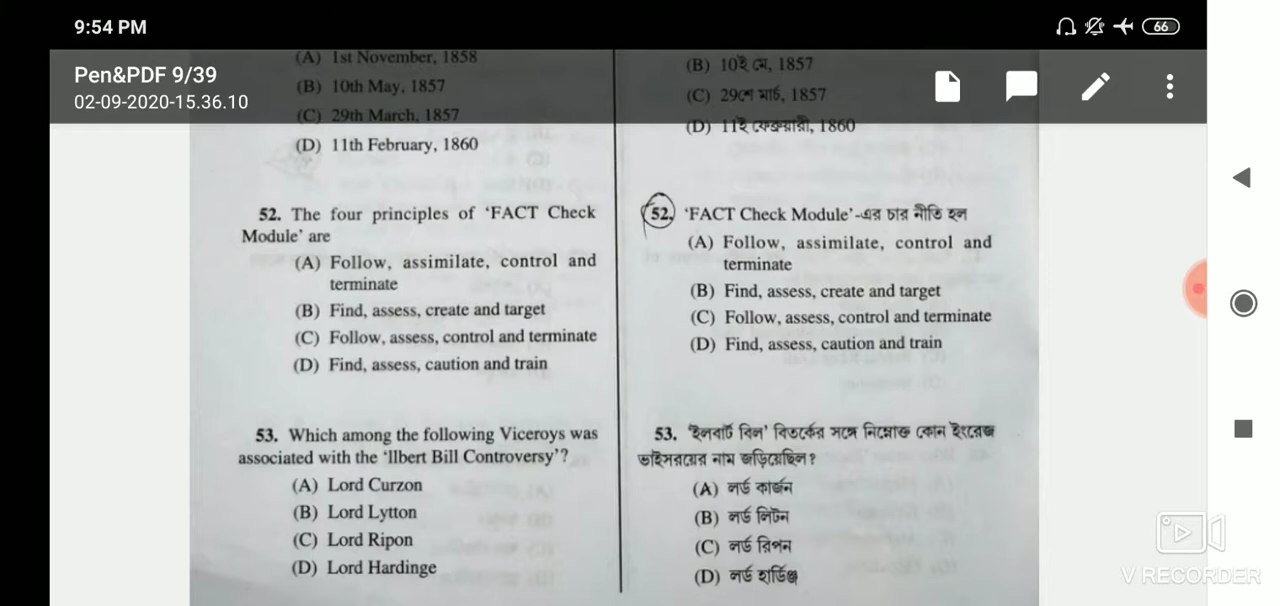 9:54 PM
66
Pen&PDF 9/39
02-09-2020-15.36.10
(A) 1st November, 1858
(B) 10th May, 1857
(C) 29th March, 1857
(D) 11th February, 1860
52. The four principles of ‘FACT Check
Module’ are
(A) Follow, assimilate, control and
terminate
(B) Find, assess, create and target
(C) Follow, assess, control and terminate
(D) Find, assess, caution and train
53. Which among the following Viceroys was
associated with the ‘Ilbert Bill Controversy’?
(A) Lord Curzon
(B) Lord Lytton
(C) Lord Ripon
(D) Lord Hardinge
(B) 10ই মে, 1857
(C) 29শে মার্চ, 1857
(D) 11ই ফেব্রুয়ারী, 1860
52. ‘FACT Check Module’-এর চার নীতি হল
(A) Follow, assimilate, control and
terminate
(B) Find, assess, create and target
(C) Follow, assess, control and terminate
(D) Find, assess, caution and train
53. ‘ইলবার্ট বিল’ বিতর্কের সঙ্গে নিম্নোক্ত কোন ইংরেজ
ভাইসরয়ের নাম জড়িয়েছিল?
(A) লর্ড কার্জন
(B) লর্ড লিটন
(C) লর্ড রিপন
(D) লর্ড হার্ডিঞ্জ
V RECORDER